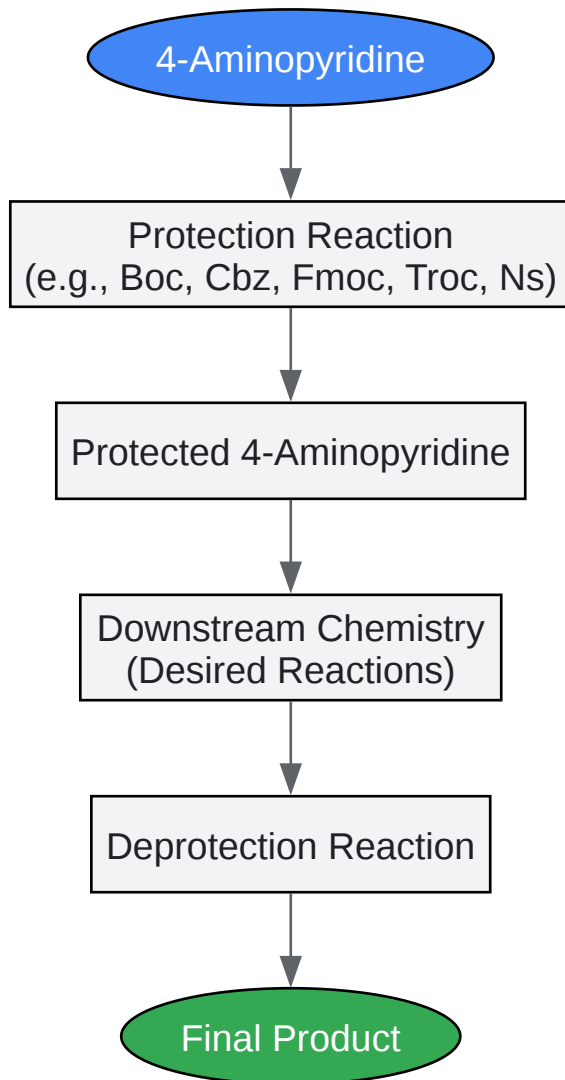 4-Aminopyridine
Protection Reaction
(e.g., Boc, Cbz, Fmoc, Troc, Ns)
Protected 4-Aminopyridine
Downstream Chemistry
(Desired Reactions)
Deprotection Reaction
Final Product